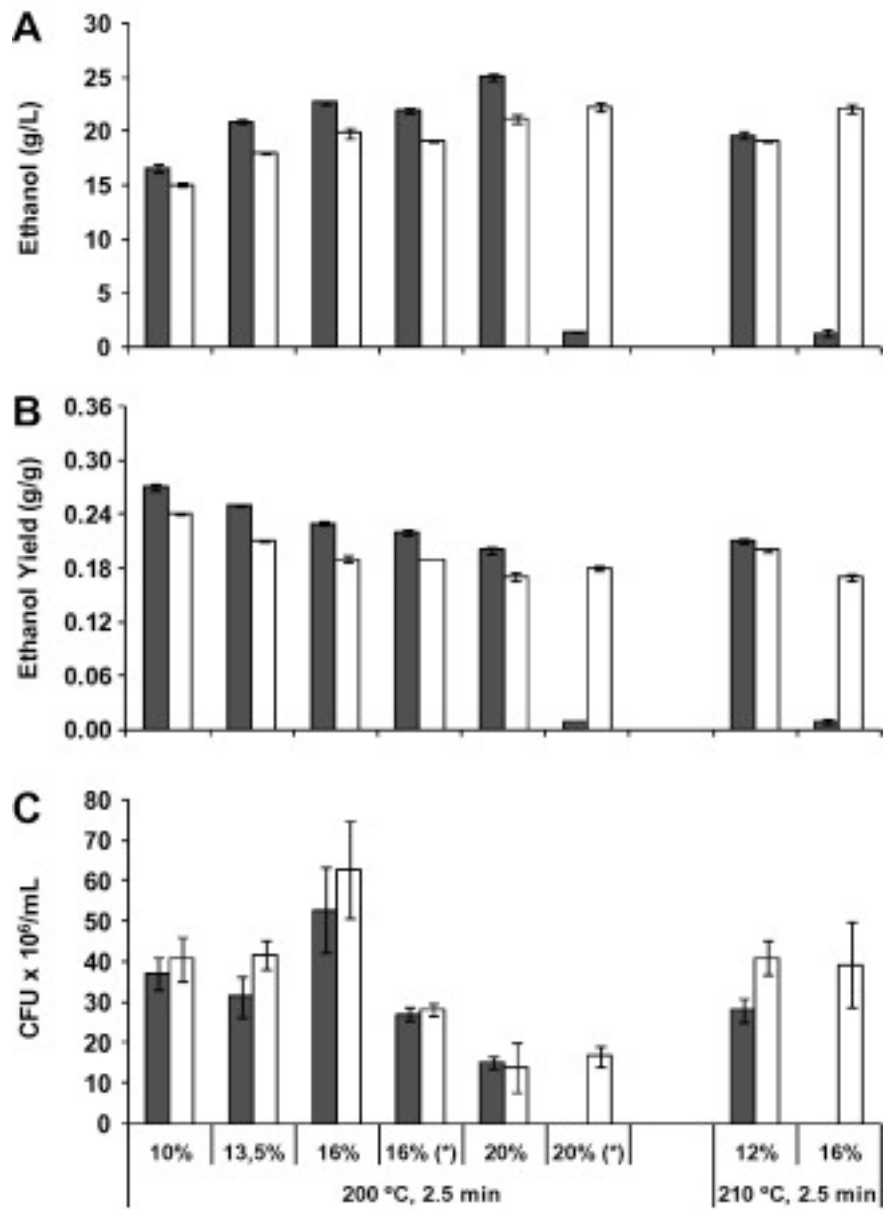 A
Ethanol (g/L)
30
25
20
15
10
5
0
B
Ethanol Yield (g/g)
0.36
0.30
0.24
0.18
0.12
0.06
0.00
C
CFU x 10⁶/mL
80
70
60
50
40
30
20
10
0
10% 13,5% 16% 16% (*) 20% 20% (*) 12% 16%
200 ºC, 2.5 min 210 ºC, 2.5 min